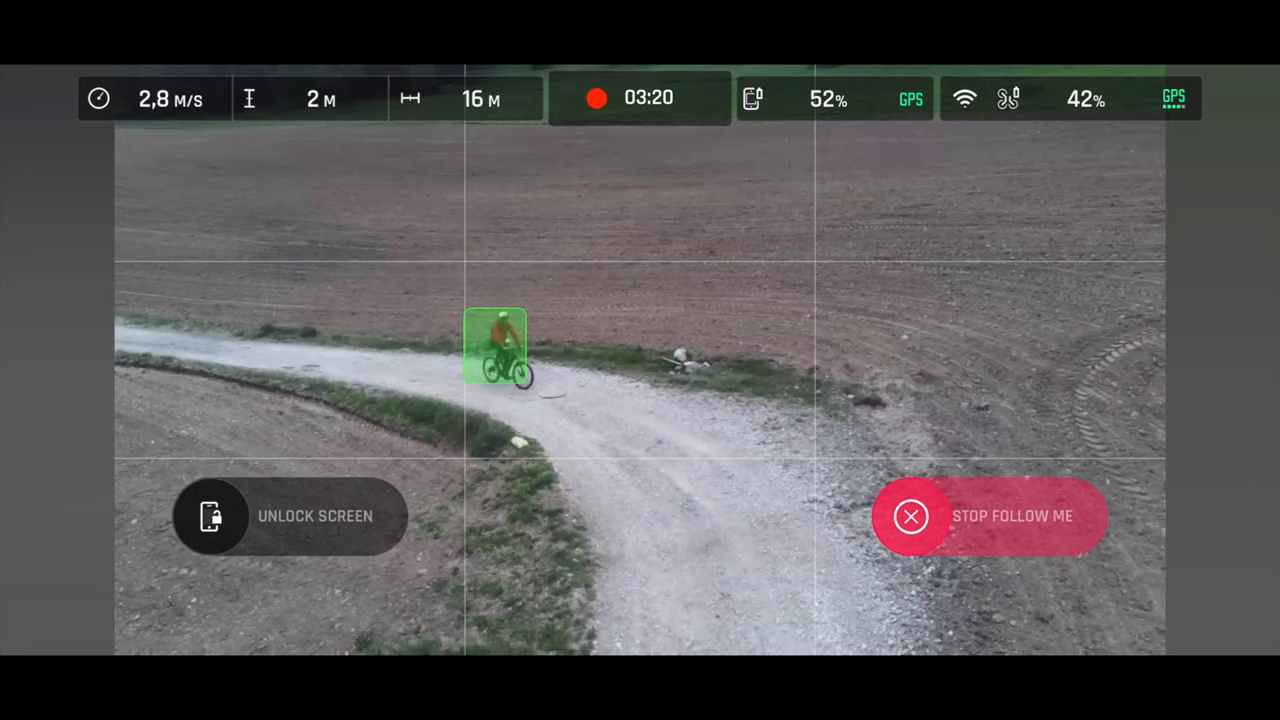 2,8 M/S
2 M
16 M
03:20
52%
GPS
42%
GPS
UNLOCK SCREEN
STOP FOLLOW ME